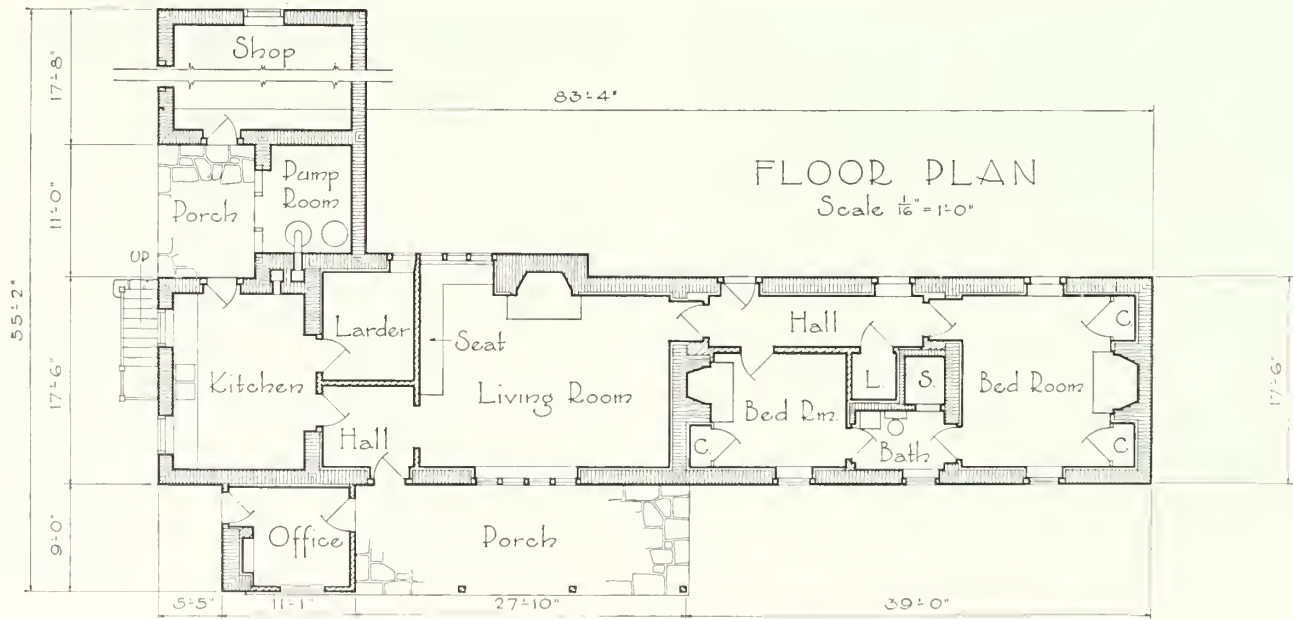 Shop
83'-4"
FLOOR PLAN
Scale 1/16" = 1'-0"
17'-8"
11'-0"
55'-2"
17'-6"
9'-0"
Pump
Room
Porch
UP
Larder
Seat
Kitchen
Hall
Living Room
Hall
Bed Rm.
L.
S.
Bath
Bed Room
C.
C.
C.
17'-6"
Office
Porch
5'-5"
11'-1"
27'-10"
39'-0"